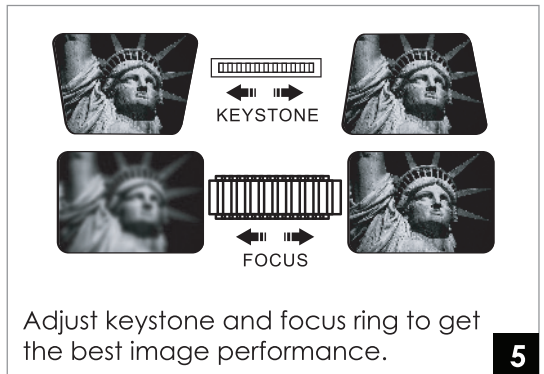 KEYSTONE
FOCUS
Adjust keystone and focus ring to get
the best image performance.
5